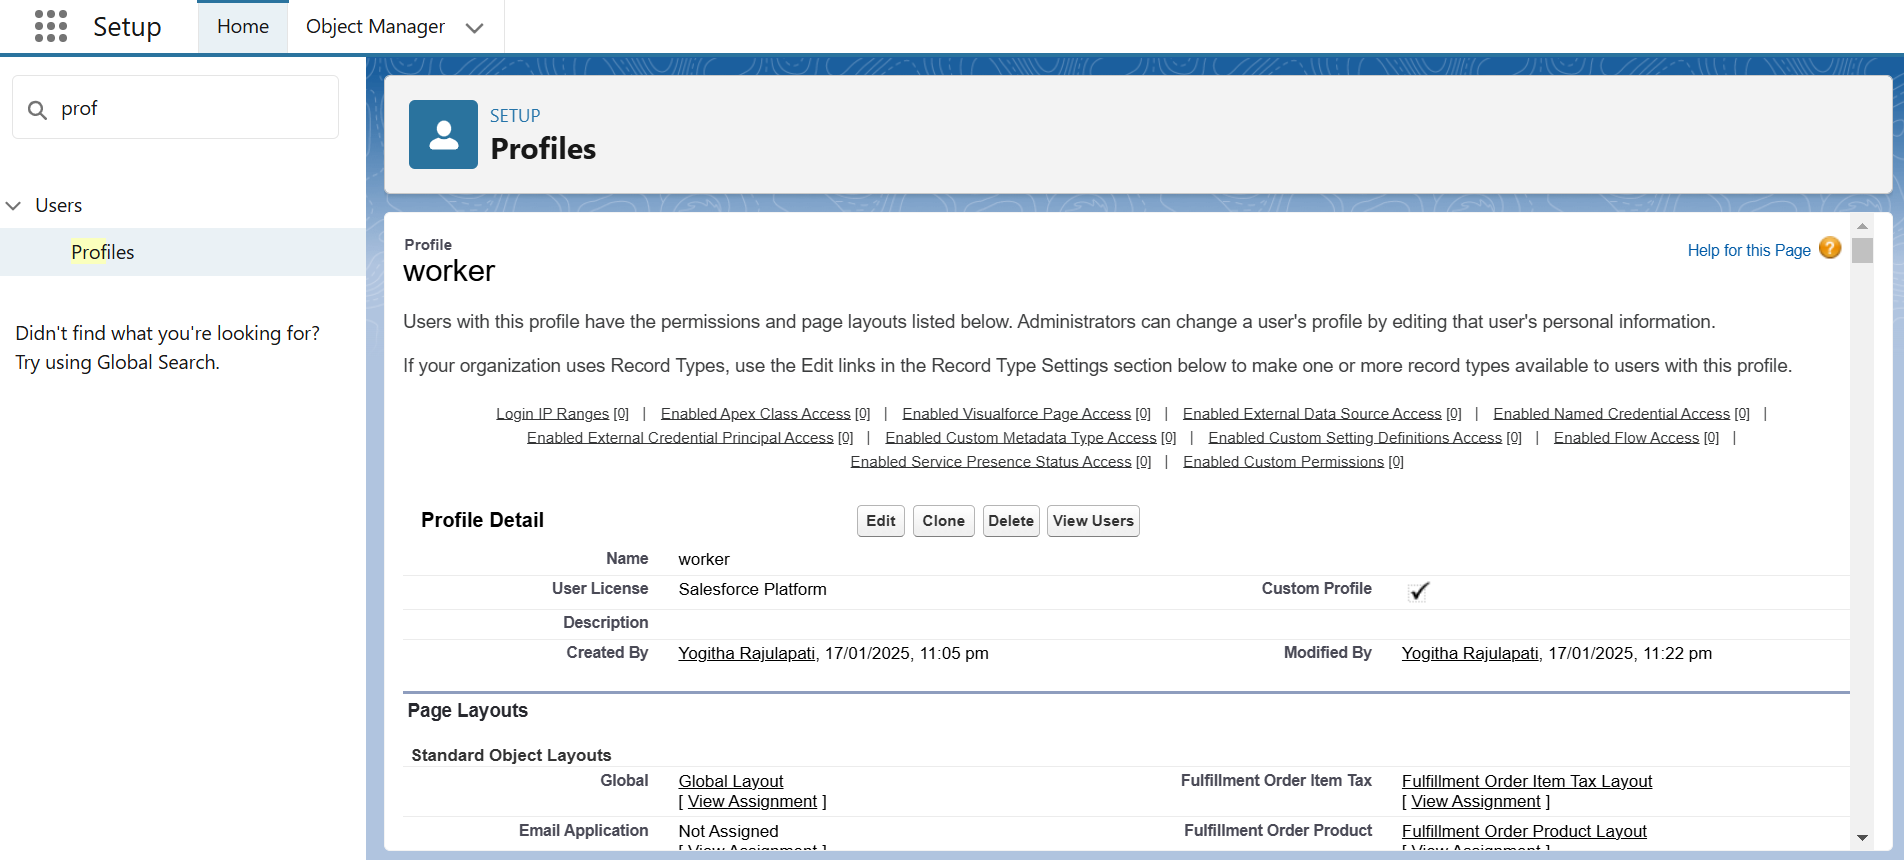 Setup Home Object Manager
prof
SETUP
Profiles
Users
Profiles
Didn't find what you're looking for?
Try using Global Search.
Profile
worker
Help for this Page ?
Users with this profile have the permissions and page layouts listed below. Administrators can change a user's profile by editing that user's personal information.
If your organization uses Record Types, use the Edit links in the Record Type Settings section below to make one or more record types available to users with this profile.
Login IP Ranges [0] | Enabled Apex Class Access [0] | Enabled Visualforce Page Access [0] | Enabled External Data Source Access [0] | Enabled Named Credential Access [0] |
Enabled External Credential Principal Access [0] | Enabled Custom Metadata Type Access [0] | Enabled Custom Setting Definitions Access [0] | Enabled Flow Access [0] |
Enabled Service Presence Status Access [0] | Enabled Custom Permissions [0]
Profile Detail Edit Clone Delete View Users
Name worker
User License Salesforce Platform Custom Profile
Description
Created By Yogitha Rajulapati, 17/01/2025, 11:05 pm Modified By Yogitha Rajulapati, 17/01/2025, 11:22 pm
Page Layouts
Standard Object Layouts
Global Global Layout Fulfillment Order Item Tax Fulfillment Order Item Tax Layout
[ View Assignment ] [ View Assignment ]
Email Application Not Assigned Fulfillment Order Product Fulfillment Order Product Layout
[ View Assignment ] [ View Assignment ]